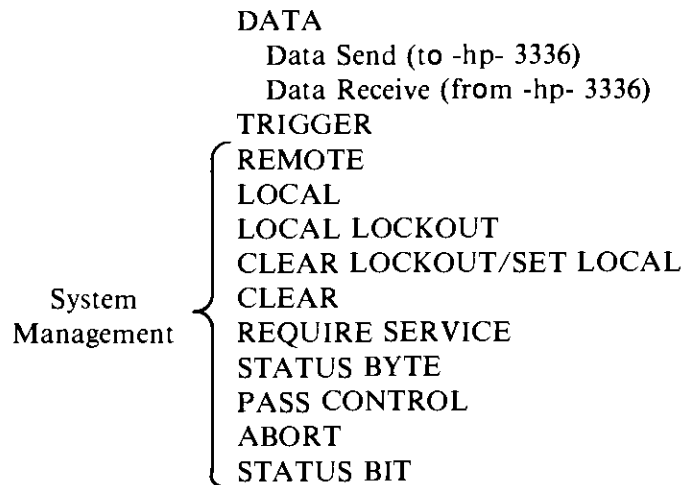 DATA
Data Send (to -hp- 3336)
Data Receive (from -hp- 3336)
TRIGGER
REMOTE
LOCAL
LOCAL LOCKOUT
CLEAR LOCKOUT/SET LOCAL
CLEAR
System
Management
REQUIRE SERVICE
STATUS BYTE
PASS CONTROL
ABORT
STATUS BIT